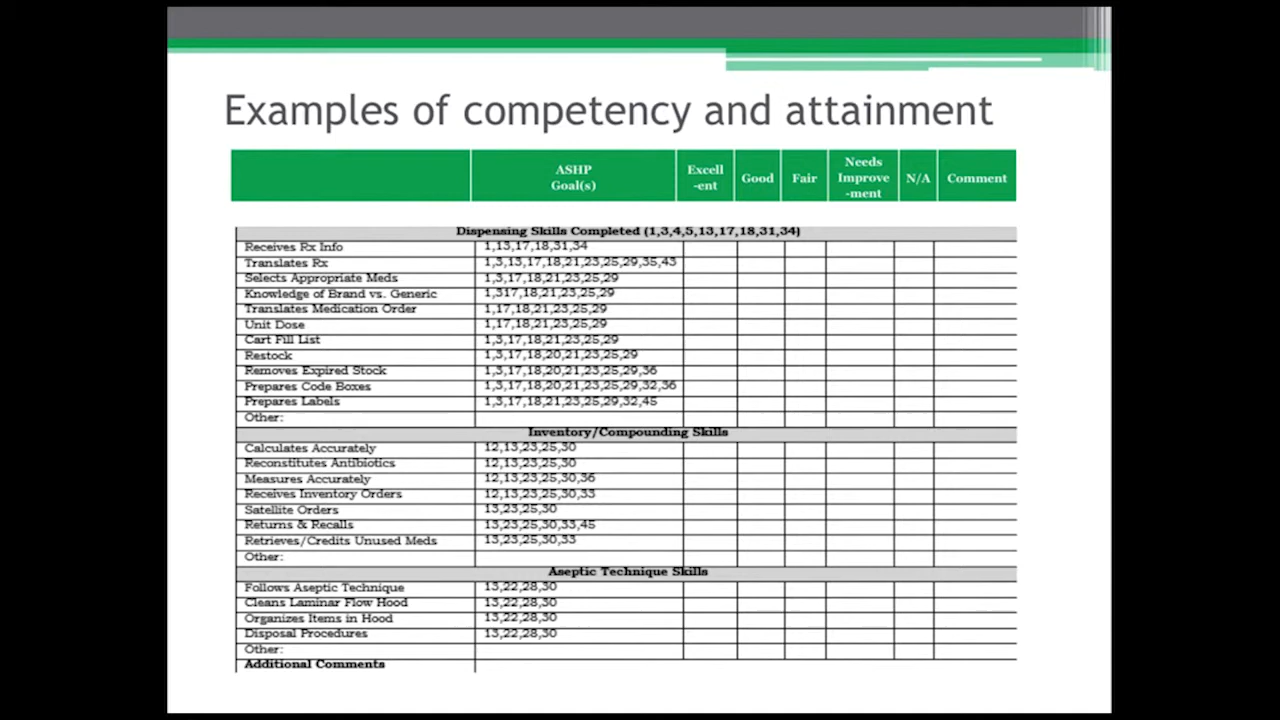 Examples of competency and attainment
ASHP Goal(s) Excell-ent Good Fair Needs Improve-ment N/A Comment
Dispensing Skills Completed (1,3,4,5,13,17,18,31,34)
Receives Rx Info 1,13,17,18,31,34
Translates Rx 1,3,13,17,18,21,23,25,29,35,43
Selects Appropriate Meds 1,3,17,18,21,23,25,29
Knowledge of Brand vs. Generic 1,317,18,21,23,25,29
Translates Medication Order 1,17,18,21,23,25,29
Unit Dose 1,17,18,21,23,25,29
Cart Fill List 1,3,17,18,21,23,25,29
Restock 1,3,17,18,20,21,23,25,29
Removes Expired Stock 1,3,17,18,20,21,23,25,29,36
Prepares Code Boxes 1,3,17,18,20,21,23,25,29,32,36
Prepares Labels 1,3,17,18,21,23,25,29,32,45
Other:
Inventory/Compounding Skills
Calculates Accurately 12,13,23,25,30
Reconstitutes Antibiotics 12,13,23,25,30
Measures Accurately 12,13,23,25,30,36
Receives Inventory Orders 12,13,23,25,30,33
Satellite Orders 13,23,25,30
Returns & Recalls 13,23,25,30,33,45
Retrieves/Credits Unused Meds 13,23,25,30,33
Other:
Aseptic Technique Skills
Follows Aseptic Technique 13,22,28,30
Cleans Laminar Flow Hood 13,22,28,30
Organizes Items in Hood 13,22,28,30
Disposal Procedures 13,22,28,30
Other:
Additional Comments